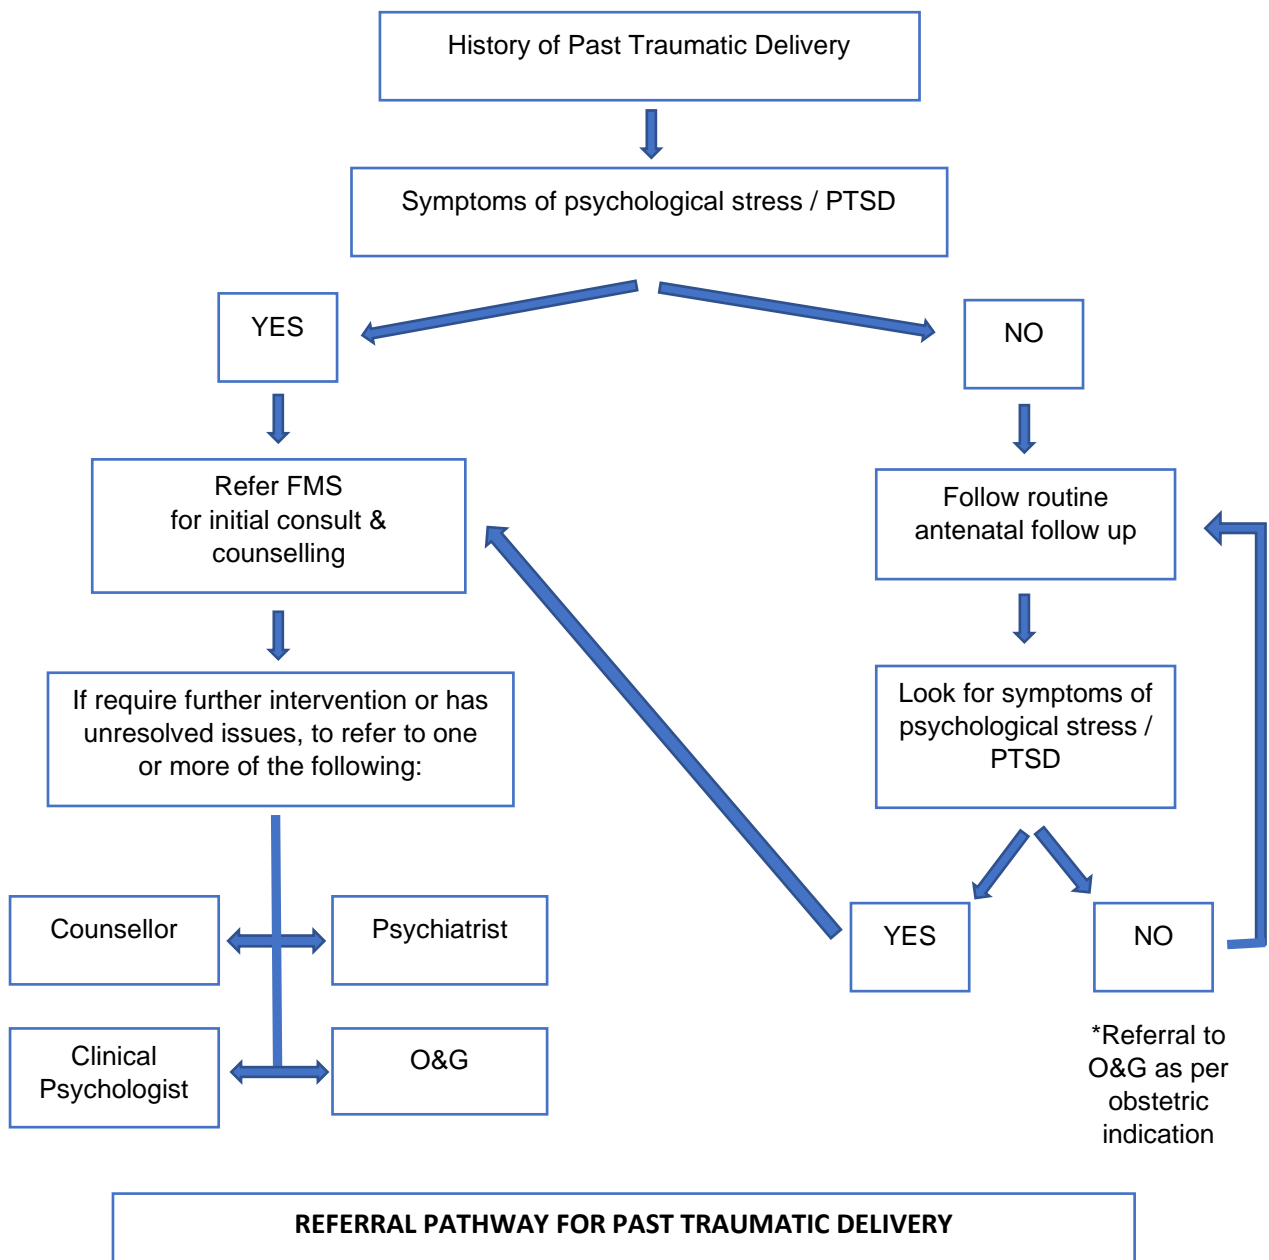 History of Past Traumatic Delivery
Symptoms of psychological stress / PTSD
YES
NO
Refer FMS
for initial consult &
counselling
Follow routine
antenatal follow up
If require further intervention or has
unresolved issues, to refer to one
or more of the following:
Look for symptoms of
psychological stress /
PTSD
Counsellor
Psychiatrist
YES
NO
Clinical
Psychologist
O&G
*Referral to
O&G as per
obstetric
indication
REFERRAL PATHWAY FOR PAST TRAUMATIC DELIVERY